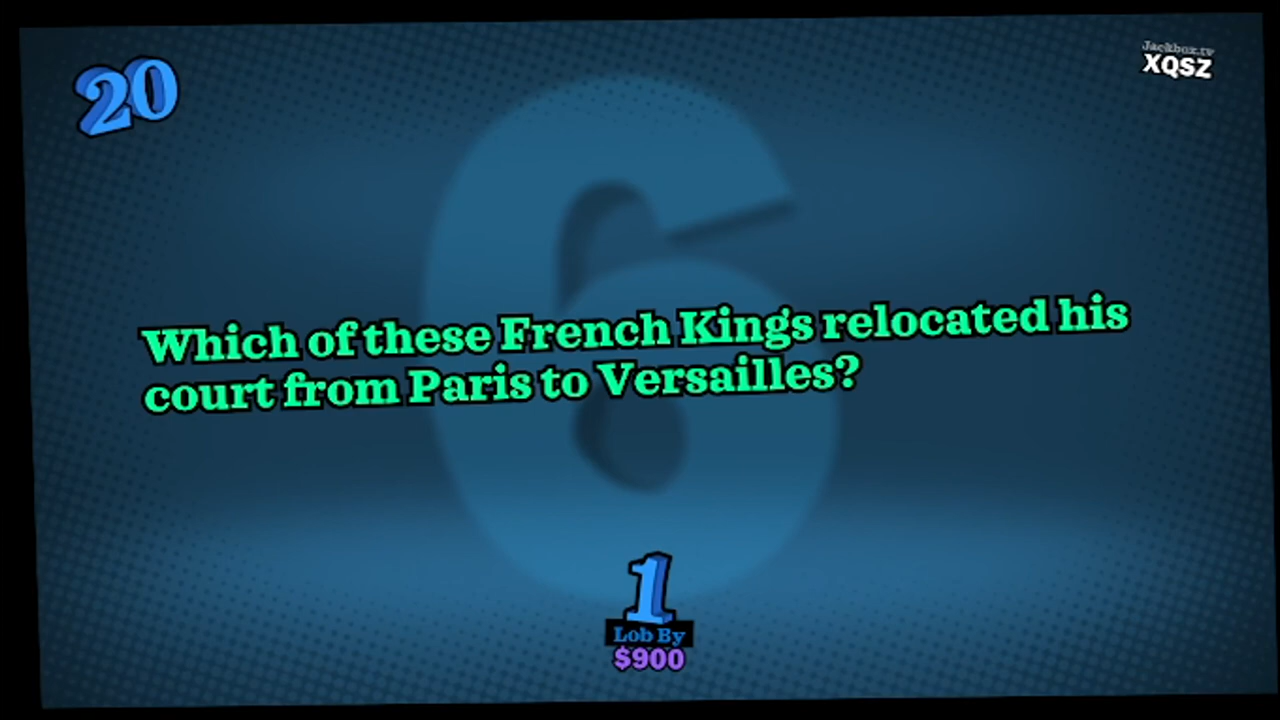 20
Jackbox.tv
XQSZ
Which of these French Kings relocated his
court from Paris to Versailles?
6
1
Lob By
$900